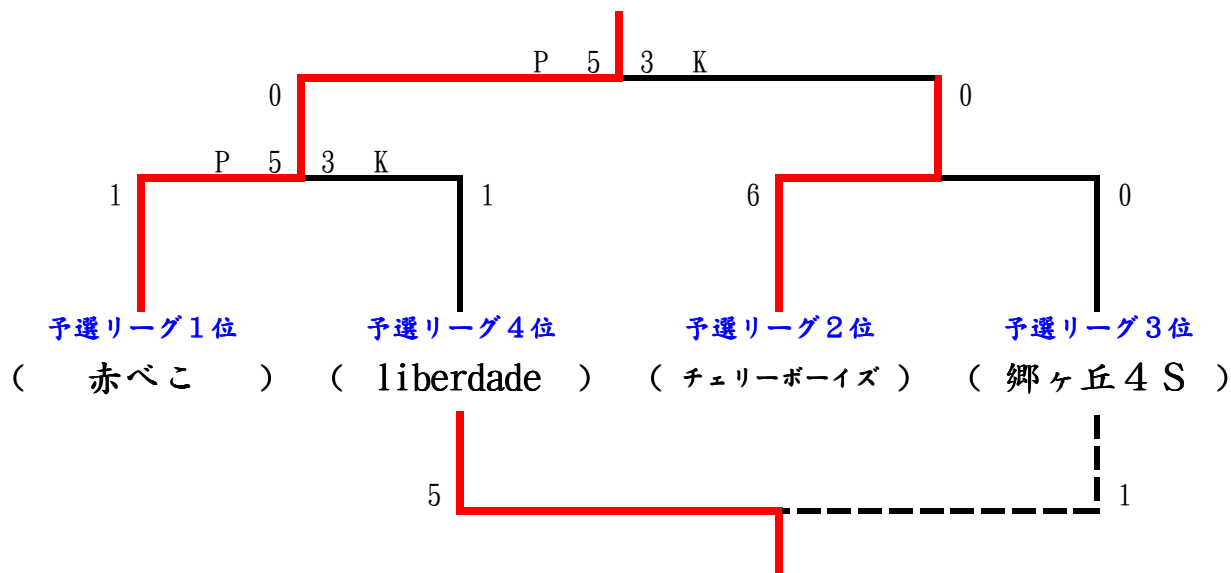 P 5 3 K
0 0
P 5 3 K
1 1 6 0
予選リーグ１位 予選リーグ４位 予選リーグ２位 予選リーグ３位
（ 赤べこ ） （ liberdade ） （ チェリーボーイズ ） （ 郷ヶ丘４Ｓ ）
5 1